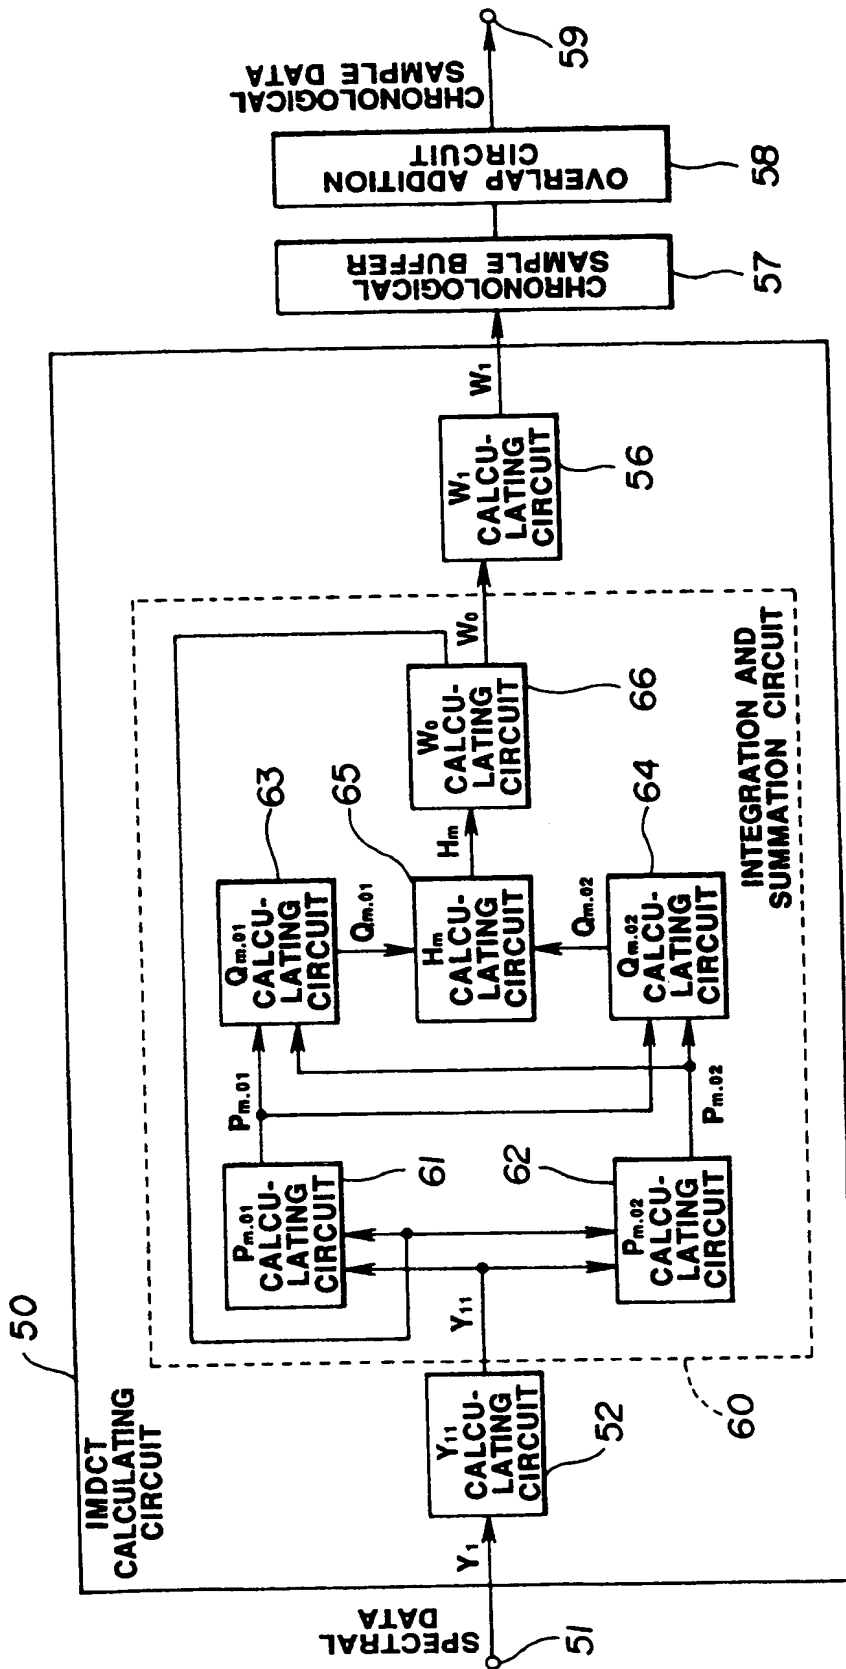 50
IMDCT
CALCULATING
CIRCUIT
SPECTRAL
DATA
51
Y1
Y11
CALCU-
LATING
CIRCUIT
52
Y11
60
Pm.01
CALCU-
LATING
CIRCUIT
61
Pm.02
CALCU-
LATING
CIRCUIT
62
Pm.01
Pm.02
Qm.01
CALCU-
LATING
CIRCUIT
63
Qm.01
Hm
CALCU-
LATING
CIRCUIT
65
Qm.02
Qm.02
CALCU-
LATING
CIRCUIT
64
Hm
W0
CALCU-
LATING
CIRCUIT
66
W0
INTEGRATION AND
SUMMATION CIRCUIT
W1
CALCU-
LATING
CIRCUIT
56
W1
CHRONOLOGICAL
SAMPLE BUFFER
57
OVERLAP ADDITION
CIRCUIT
58
CHRONOLOGICAL
SAMPLE DATA
59